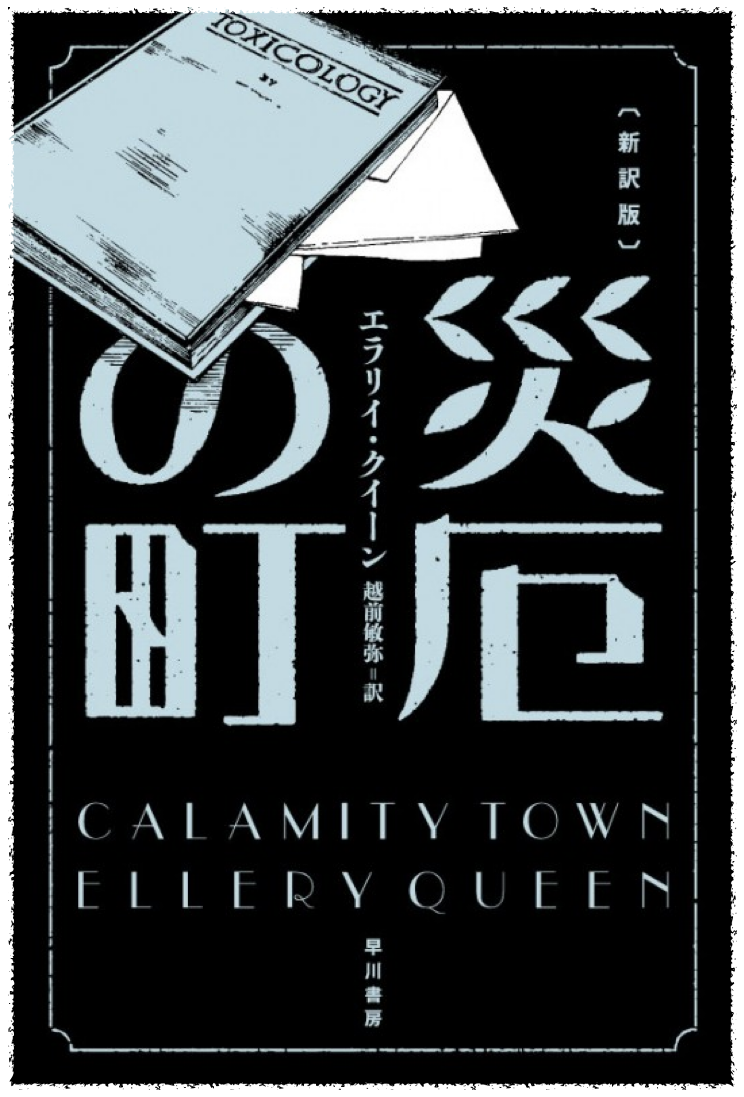 TOXICOLOGY
BY
〔新訳版〕
災厄
の町
エラリイ・クイーン
越前敏弥＝訳
CALAMITY TOWN
ELLERY QUEEN
早川書房